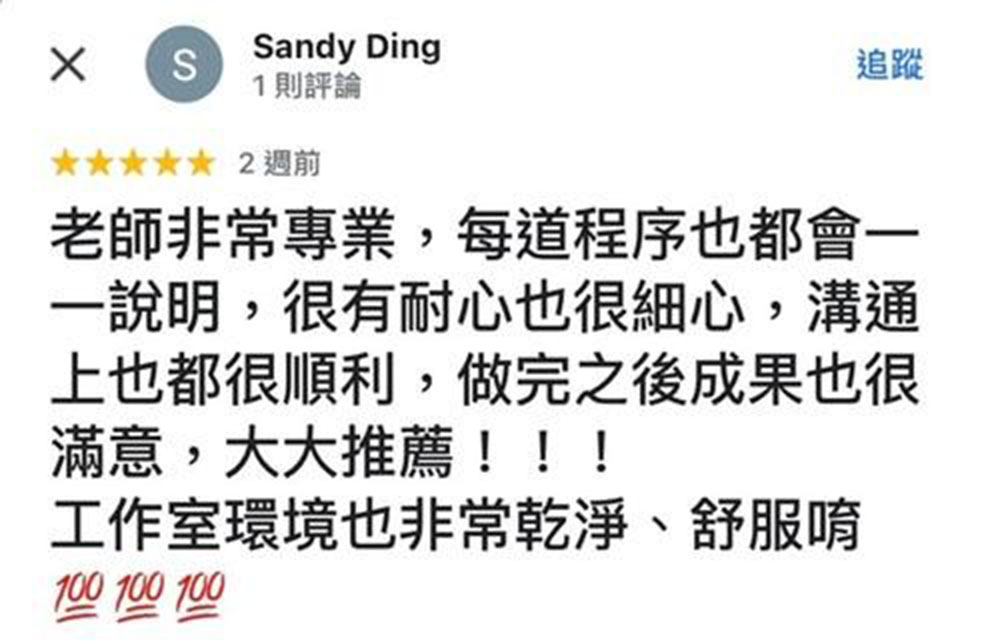 Sandy Ding
S
1 則評論
追蹤
2 週前
老師非常專業，每道程序也都會一
一說明，很有耐心也很細心，溝通
上也都很順利，做完之後成果也很
滿意，大大推薦！！！
工作室環境也非常乾淨、舒服唷
💯💯💯